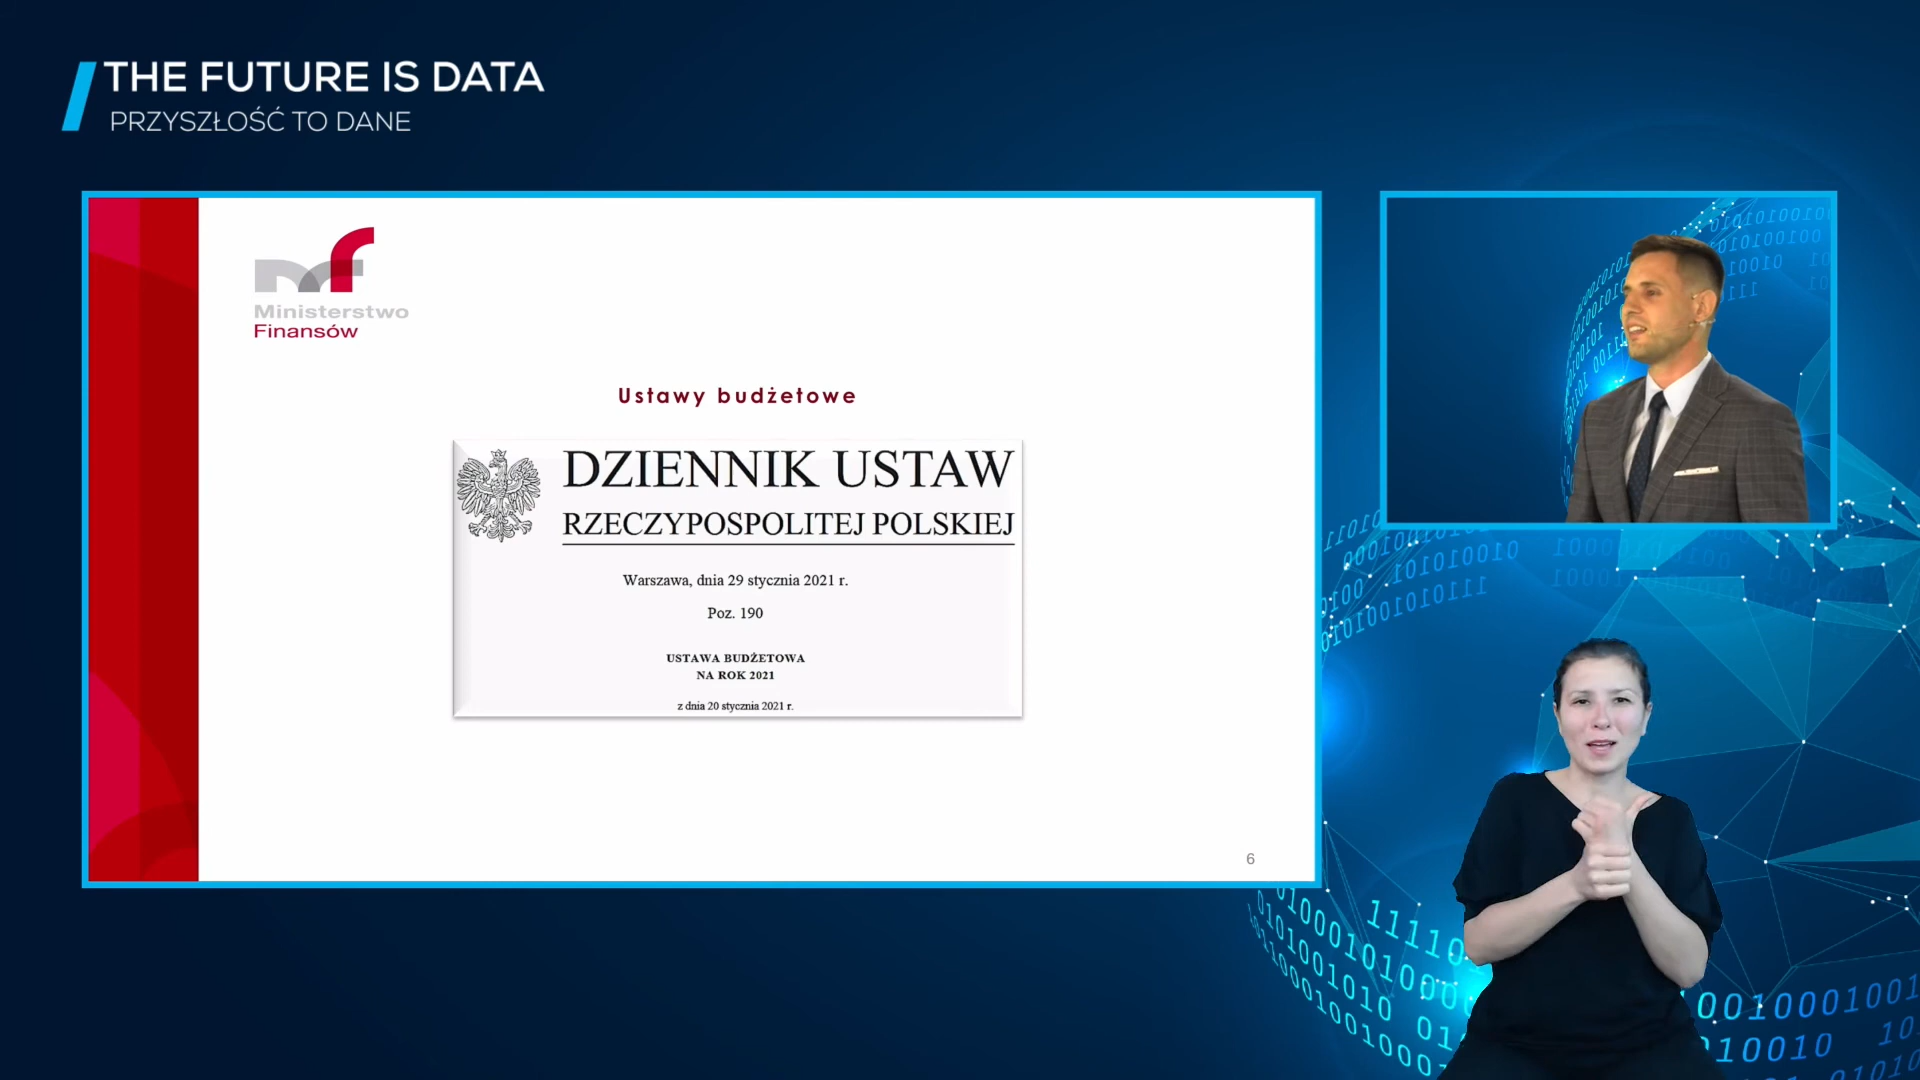 THE FUTURE IS DATA
PRZYSZŁOŚĆ TO DANE
Ministerstwo
Finansów
Ustawy budżetowe
DZIENNIK USTAW
RZECZYPOSPOLITEJ POLSKIEJ
Warszawa, dnia 29 stycznia 2021 r.
Poz. 190
USTAWA BUDŻETOWA
NA ROK 2021
z dnia 20 stycznia 2021 r.
6